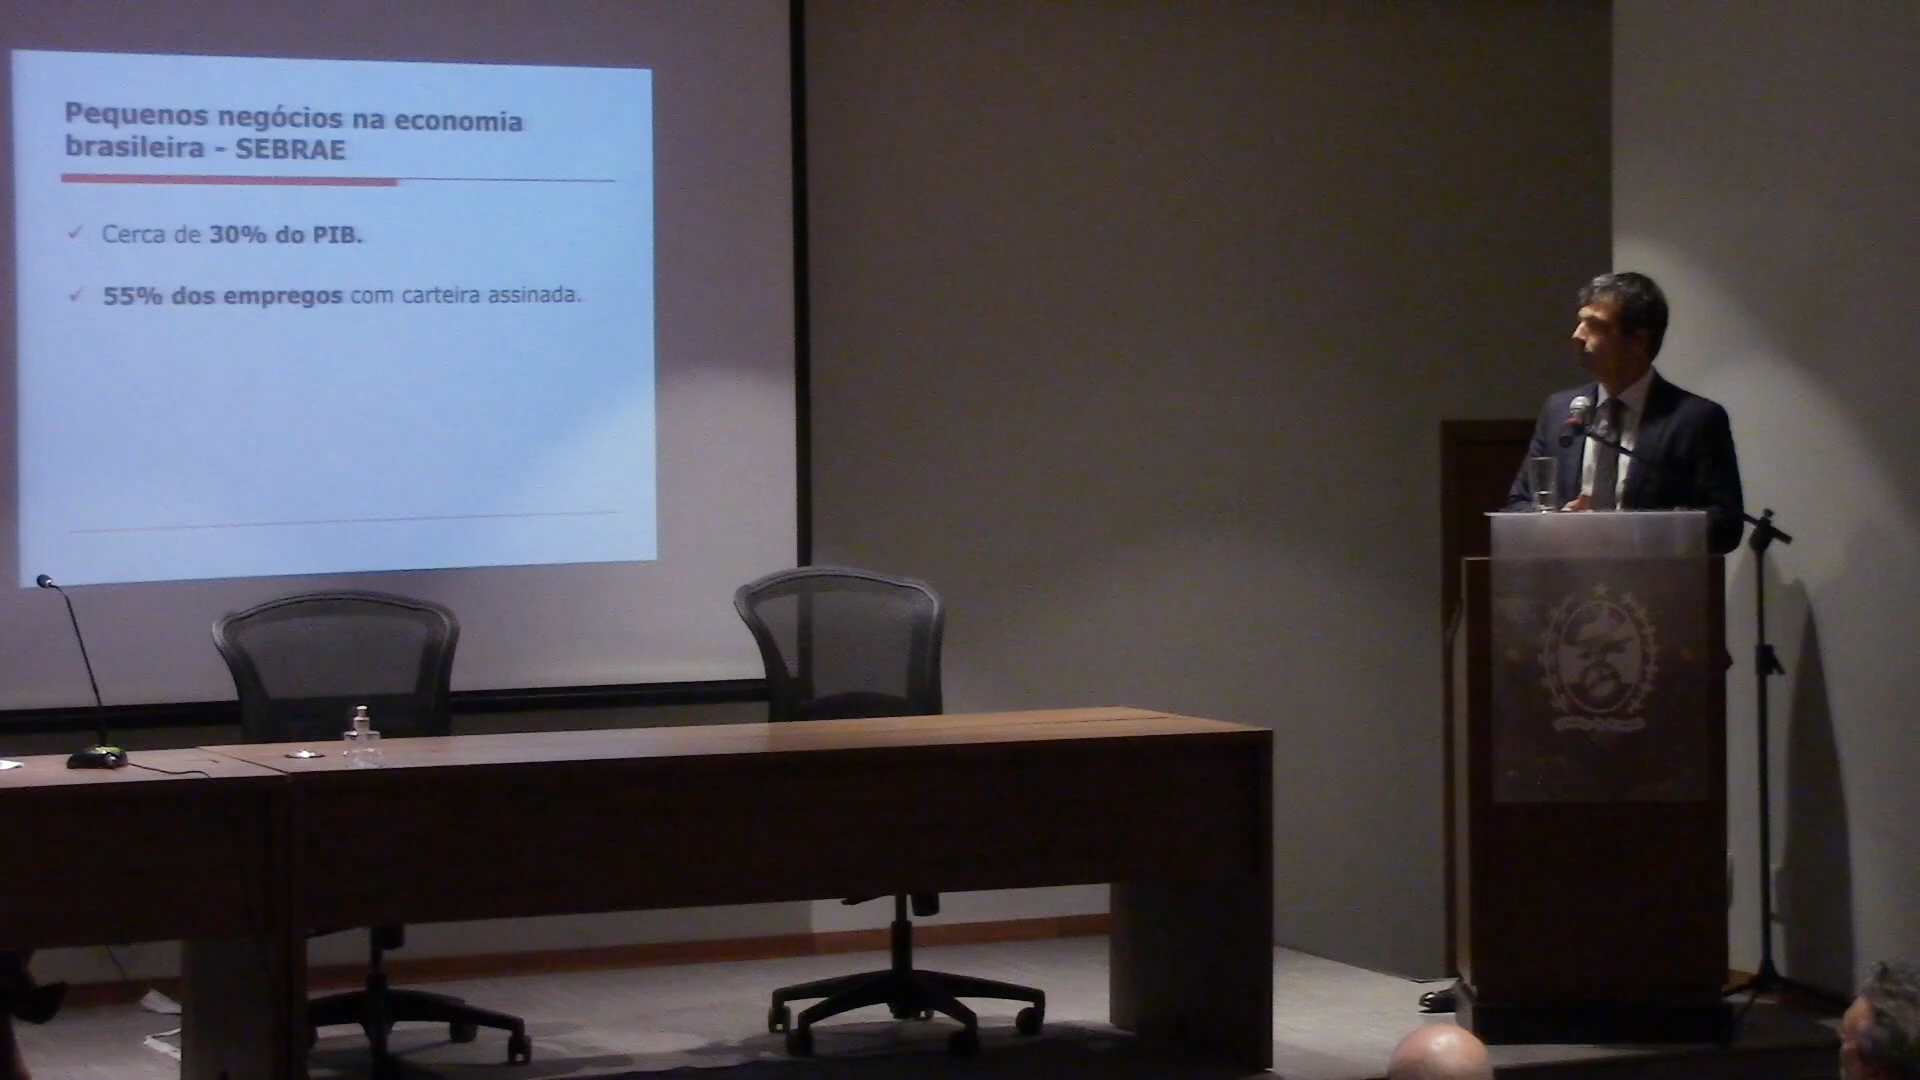 Pequenos negócios na economia
brasileira - SEBRAE
✓ Cerca de 30% do PIB.
✓ 55% dos empregos com carteira assinada.